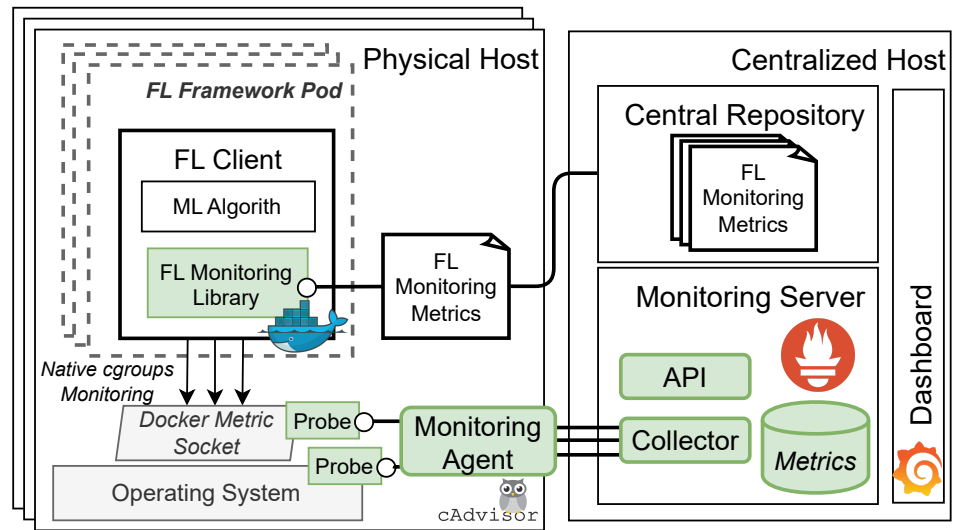 Physical Host
FL Framework Pod
FL Client
ML Algorith
FL Monitoring
Library
FL
Monitoring
Metrics
Native cgroups
Monitoring
Docker Metric
Socket
Probe
Probe
Operating System
Monitoring
Agent
cAdvisor
Centralized Host
Central Repository
FL
Monitoring
Metrics
Monitoring Server
API
Collector
Metrics
Dashboard